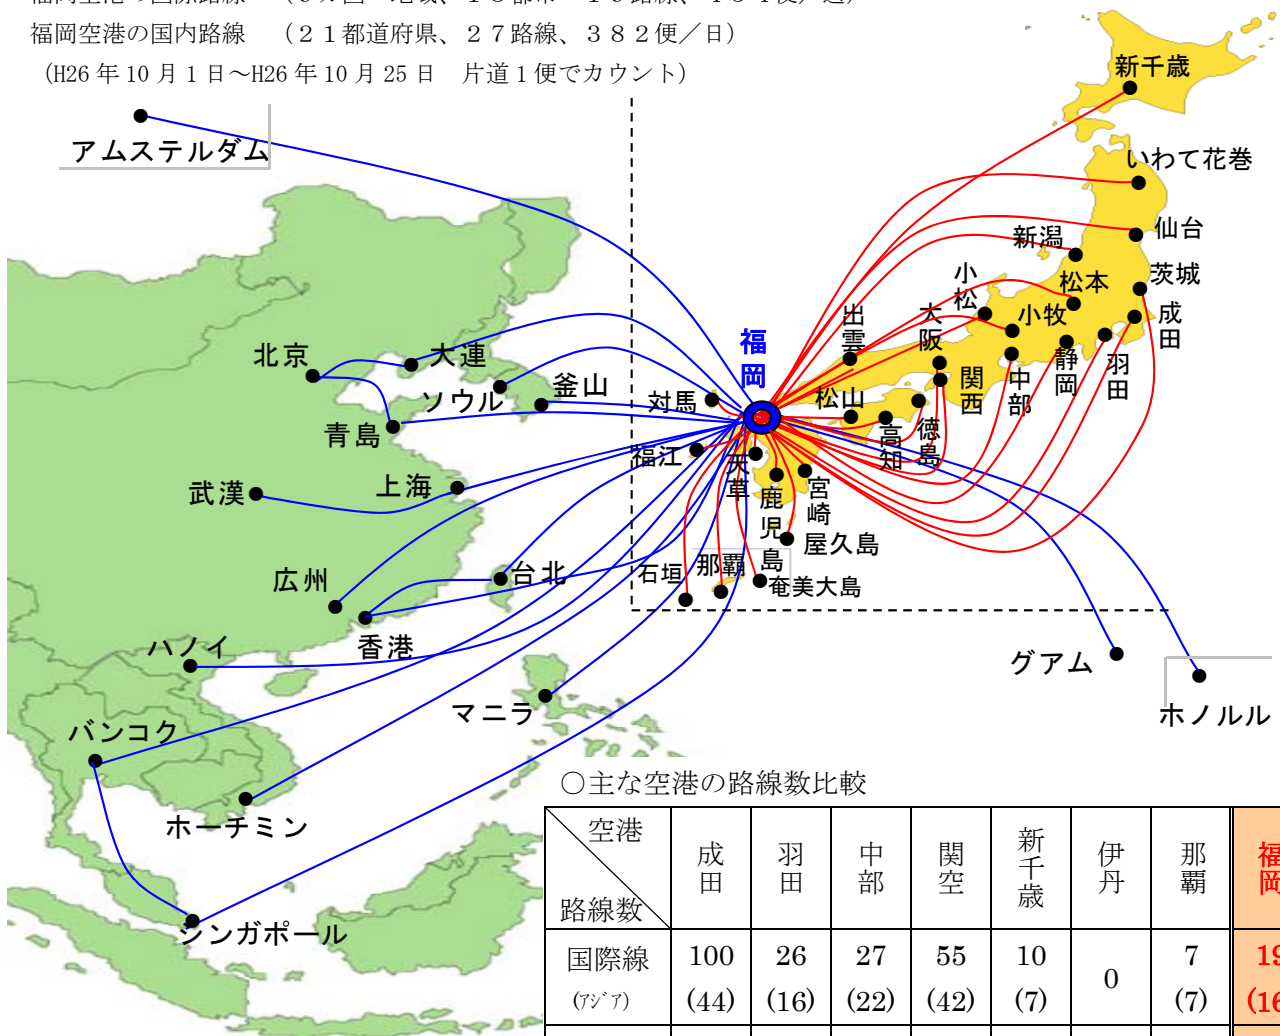 福岡空港の国内路線 （２１都道府県、２７路線、３８２便／日）
（H26 年 10 月 1 日～H26 年 10 月 25 日 片道 1 便でカウント）
新千歳
アムステルダム
いわて花巻
仙台
新潟
小松
松本
茨城
成田
小牧
大阪
出雲
福岡
静岡
羽田
中部
関西
北京
大連
ソウル
釜山
対馬
松山
高知
徳島
青島
福江
天草
鹿児島
宮崎
武漢
上海
屋久島
広州
台北
石垣
那覇
奄美大島
香港
ハノイ
グアム
マニラ
ホノルル
バンコク
ホーチミン
シンガポール
○主な空港の路線数比較
空港 成田 羽田 中部 関空 新千歳 伊丹 那覇 福岡
路線数
国際線 100 26 27 55 10 0 7 19
(ｱｼﾞｱ) (44) (16) (22) (42) (7) (7) (16